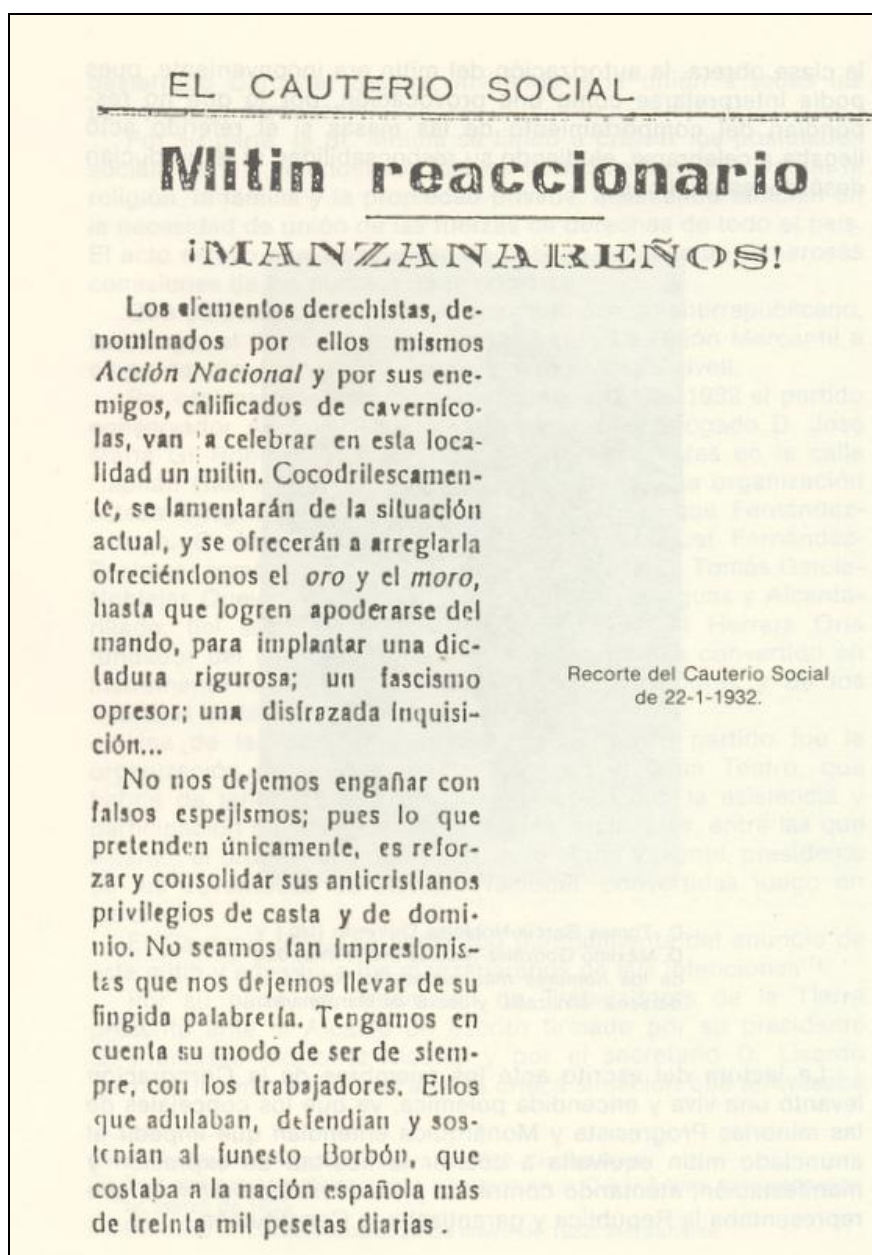 EL CAUTERIO SOCIAL
Mitin reaccionario
¡MANZANAREÑOS!
Los elementos derechistas, de-
nominados por ellos mismos
Acción Nacional y por sus ene-
migos, calificados de caverníco-
las, van a celebrar en esta loca-
lidad un mitin. Cocodrilescamen-
te, se lamentarán de la situación
actual, y se ofrecerán a arreglarla
ofreciéndonos el oro y el moro,
hasta que logren apoderarse del
mando, para implantar una dic-
tadura rigurosa; un fascismo
opresor; una disfrazada Inquisi-
ción...
No nos dejemos engañar con
falsos espejismos; pues lo que
pretenden únicamente, es refor-
zar y consolidar sus anticristianos
privilegios de casta y de domi-
nio. No seamos tan impresionis-
tas que nos dejemos llevar de su
fingida palabretía. Tengamos en
cuenta su modo de ser de siem-
pre, con los trabajadores. Ellos
que adulaban, defendían y sos-
tenían al funesto Borbón, que
costaba a la nación española más
de treinta mil pesetas diarias.
Recorte del Cauterio Social
de 22-1-1932.